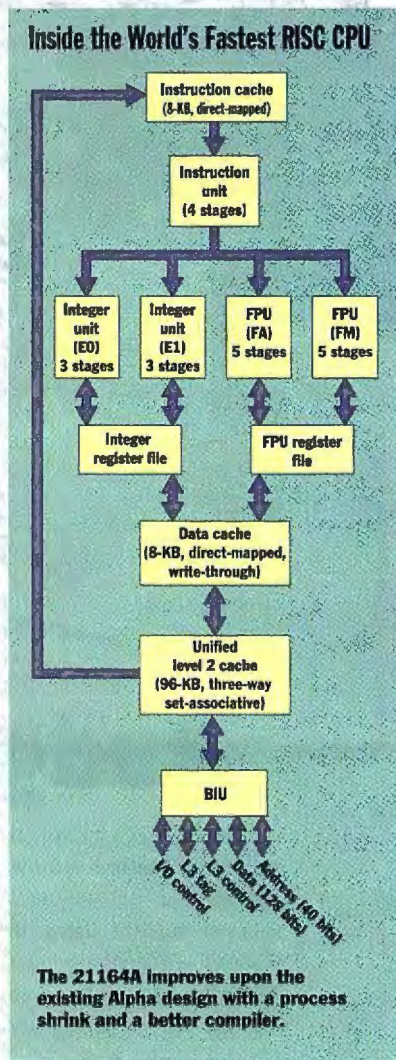 Inside the World's Fastest RISC CPU
Instruction cache
(8-KB, direct-mapped)
Instruction
unit
(4 stages)
Integer
unit
(E0)
3 stages
Integer
unit
(E1)
3 stages
FPU
(FA)
5 stages
FPU
(FM)
5 stages
Integer
register file
FPU register
file
Data cache
(8-KB, direct-mapped,
write-through)
Unified
level 2 cache
(96-KB, three-way
set-associative)
BIU
I/O control
L3 tag
L3 control
Data (128 bits)
Address (40 bits)
The 21164A improves upon the
existing Alpha design with a process
shrink and a better compiler.